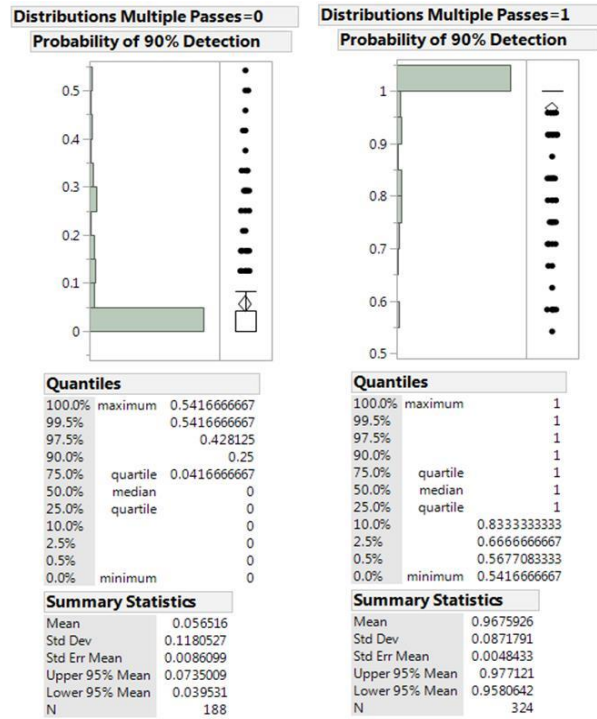 Distributions Multiple Passes=0
Probability of 90% Detection
0.5
0.4
0.3
0.2
0.1
0
Quantiles
100.0% maximum 0.5416666667
99.5% 0.5416666667
97.5% 0.428125
90.0% 0.25
75.0% quartile 0.0416666667
50.0% median 0
25.0% quartile 0
10.0% 0
2.5% 0
0.5% 0
0.0% minimum 0
Summary Statistics
Mean 0.056516
Std Dev 0.1180527
Std Err Mean 0.0086099
Upper 95% Mean 0.0735009
Lower 95% Mean 0.039531
N 188
Distributions Multiple Passes=1
Probability of 90% Detection
1
0.9
0.8
0.7
0.6
0.5
Quantiles
100.0% maximum 1
99.5% 1
97.5% 1
90.0% 1
75.0% quartile 1
50.0% median 1
25.0% quartile 1
10.0% 0.8333333333
2.5% 0.6666666667
0.5% 0.5677083333
0.0% minimum 0.5416666667
Summary Statistics
Mean 0.9675926
Std Dev 0.0871791
Std Err Mean 0.0048433
Upper 95% Mean 0.977121
Lower 95% Mean 0.9580642
N 324